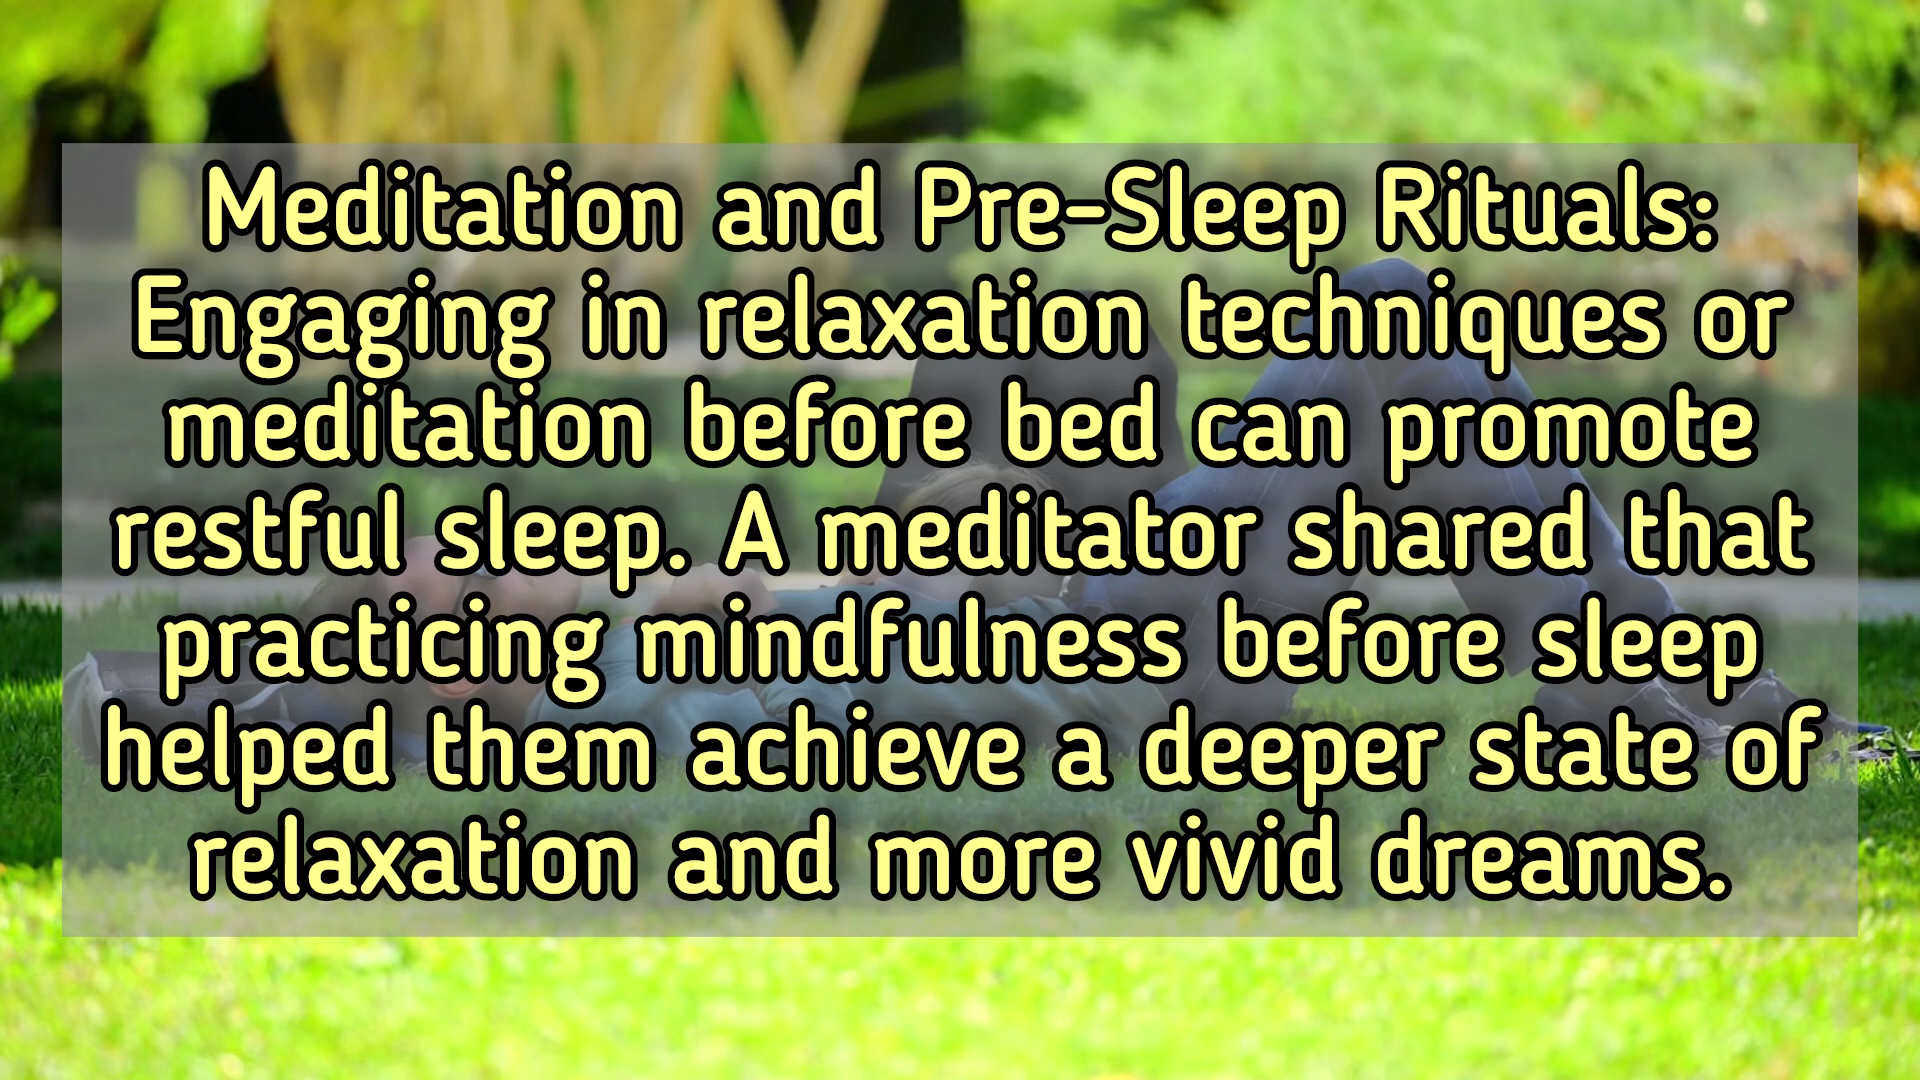 Meditation and Pre-Sleep Rituals:
Engaging in relaxation techniques or
meditation before bed can promote
restful sleep. A meditator shared that
practicing mindfulness before sleep
helped them achieve a deeper state of
relaxation and more vivid dreams.